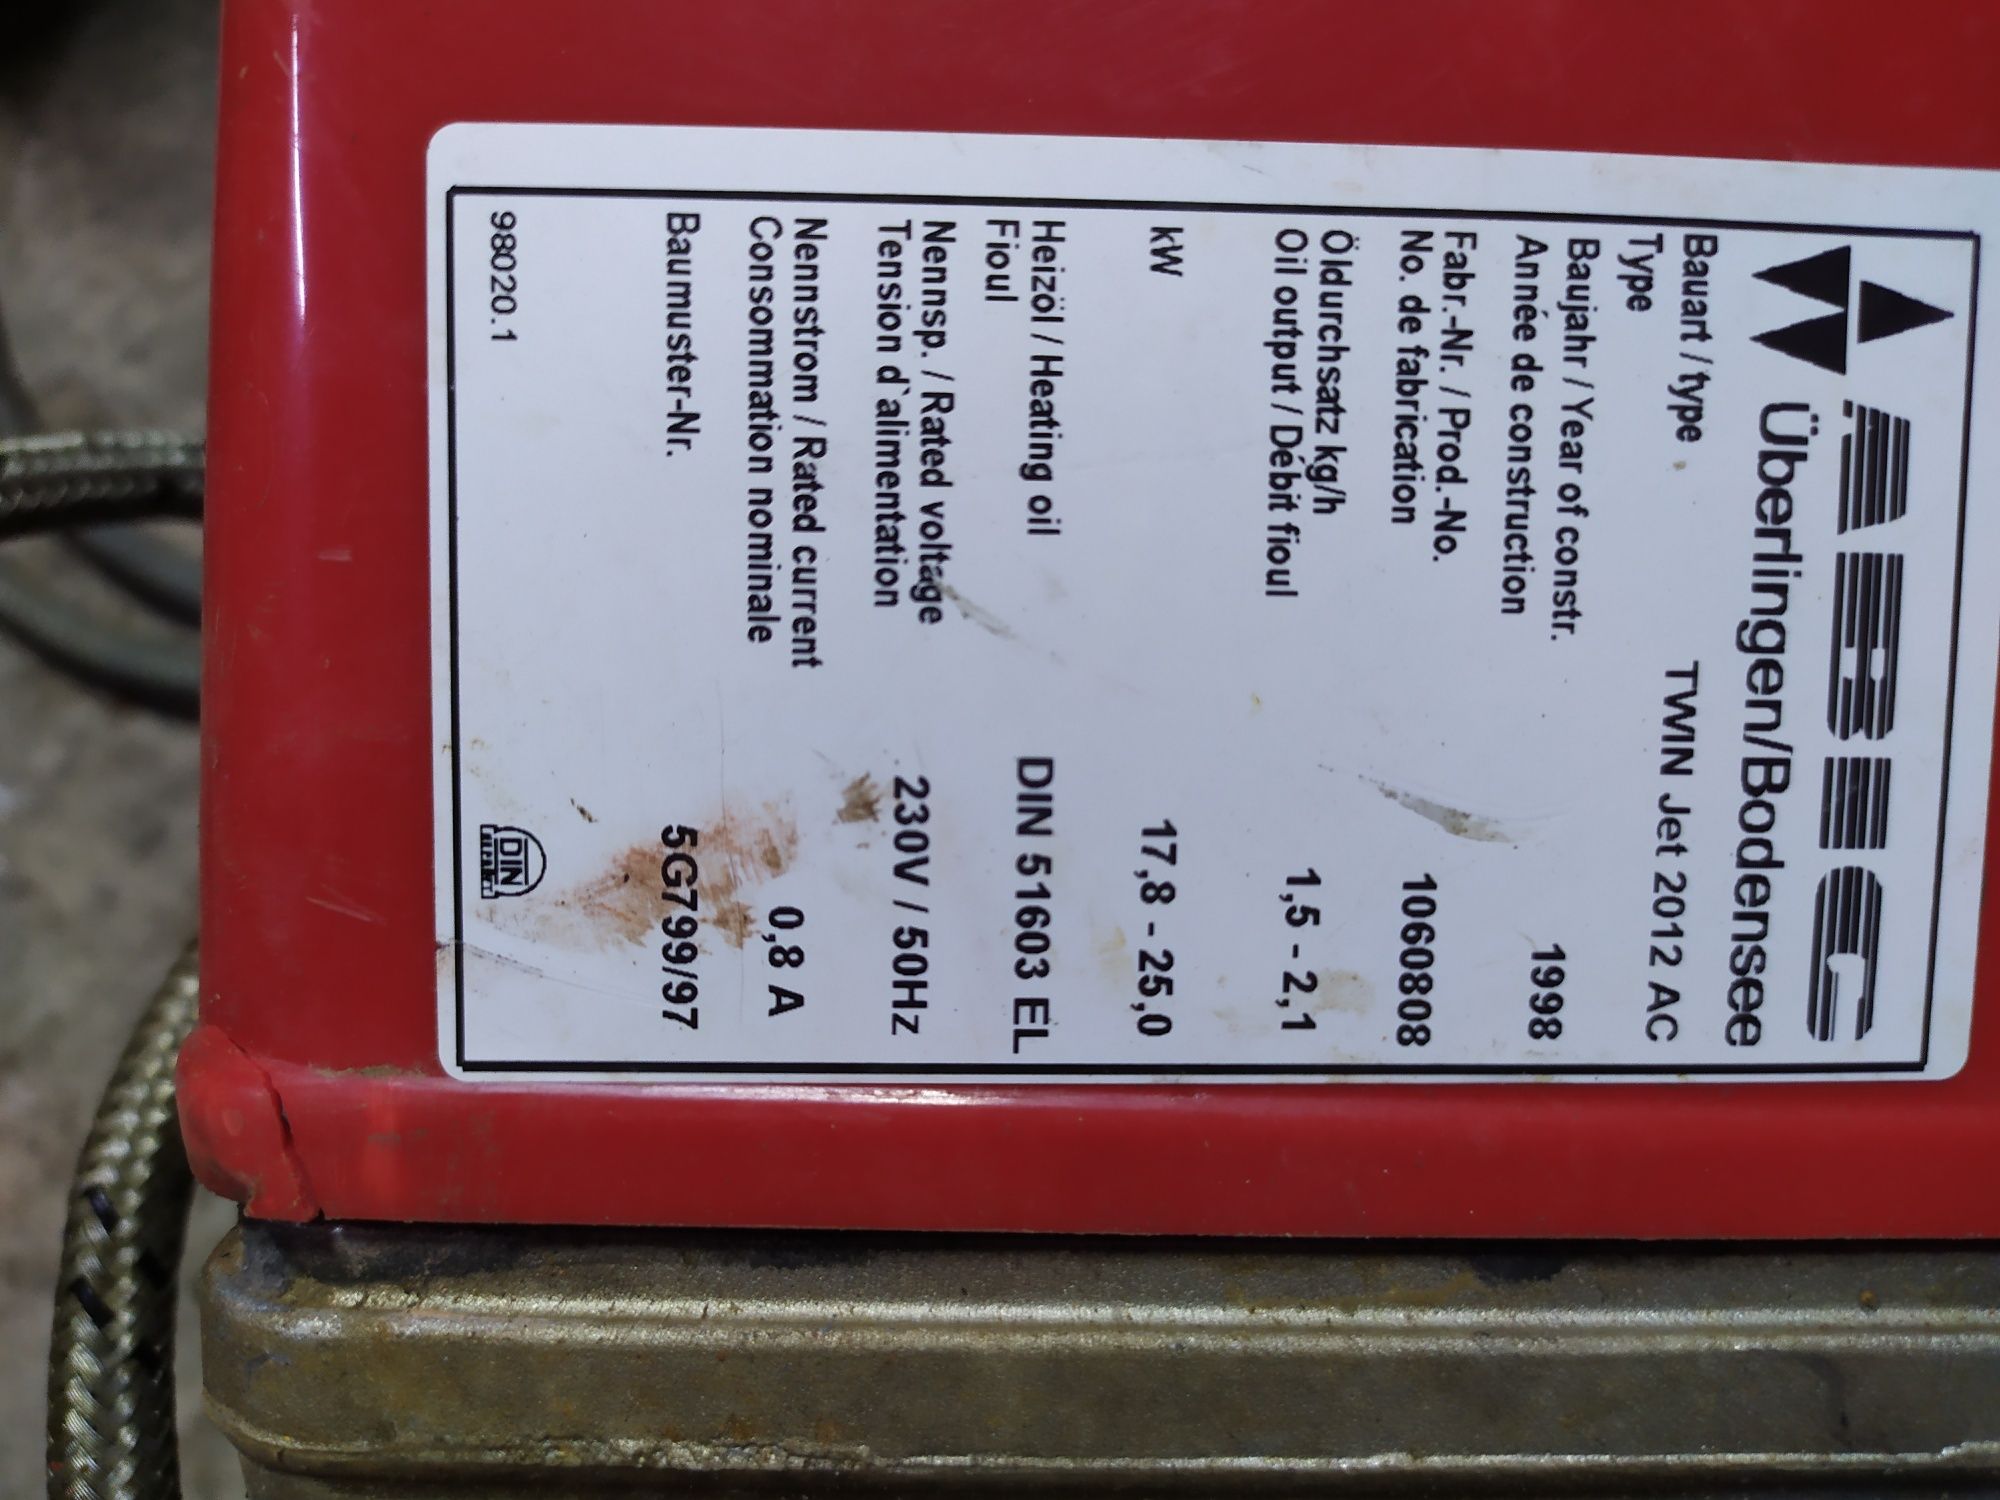 ABIC
Überlingen/Bodensee
Bauart / type TWIN Jet 2012 AC
Type
Baujahr / Year of constr. 1998
Année de construction
Fabr.-Nr. / Prod.-No. 1060808
No. de fabrication
Öldurchsatz kg/h 1,5 - 2,1
Oil output / Débit fioul
kW 17,8 - 25,0
Heizöl / Heating oil DIN 51603 EL
Fioul
Nennsp. / Rated voltage 230V / 50Hz
Tension d`alimentation
Nennstrom / Rated current 0,8 A
Consommation nominale
Baumuster-Nr. 5G799/97
98020.1 DIN